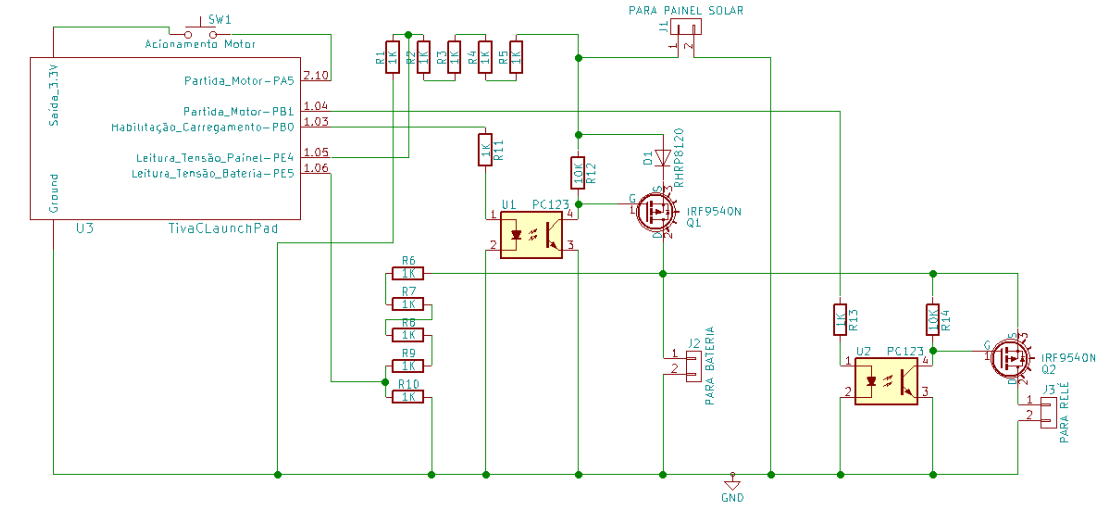 PARA PAINEL SOLAR
SW1
Acionamento Motor
J1
1
2
R1
1K
R2
1K
R3
1K
R4
1K
R5
1K
Saída_3.3V
Ground
Partida_Motor-PA5
2.10
Partida_Motor-PB1
1.04
Habilitação_Carregamento-PB0
1.03
Leitura_Tensão_Painel-PE4
1.05
Leitura_Tensão_Bateria-PE5
1.06
U3
TivaCLaunchPad
1K
R11
10K
R12
D1
RHRP8120
U1
PC123
1
2
4
3
G
1
S
3
D
2
IRF9540N
Q1
R6
1K
R7
1K
R8
1K
R9
1K
R10
1K
J2
1
2
PARA BATERIA
1K
R13
10K
R14
U2
PC123
1
2
4
3
G
1
S
3
D
2
IRF9540N
Q2
J3
1
2
PARA RELÉ
GND